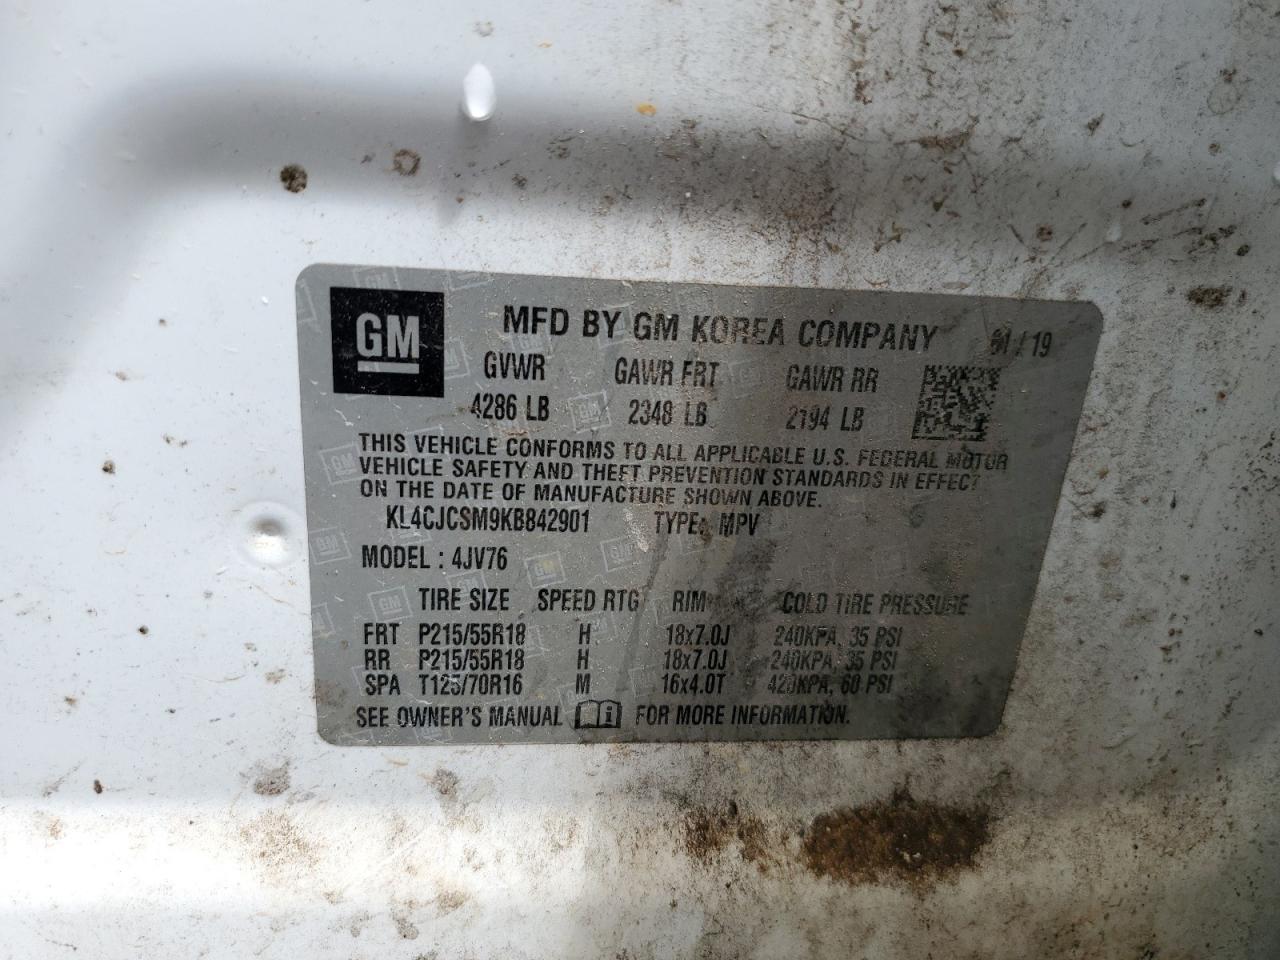 GM
MFD BY GM KOREA COMPANY 01/19
GVWR GAWR FRT GAWR RR
4286 LB 2348 LB 2194 LB
THIS VEHICLE CONFORMS TO ALL APPLICABLE U.S. FEDERAL MOTOR
VEHICLE SAFETY AND THEFT PREVENTION STANDARDS IN EFFECT
ON THE DATE OF MANUFACTURE SHOWN ABOVE.
KL4CJCSM9KB842901 TYPE: MPV
MODEL : 4JV76
TIRE SIZE SPEED RTG RIM COLD TIRE PRESSURE
FRT P215/55R18 H 18x7.0J 240KPA, 35 PSI
RR P215/55R18 H 18x7.0J 240KPA, 35 PSI
SPA T125/70R16 M 16x4.0T 420KPA, 60 PSI
SEE OWNER'S MANUAL FOR MORE INFORMATION.